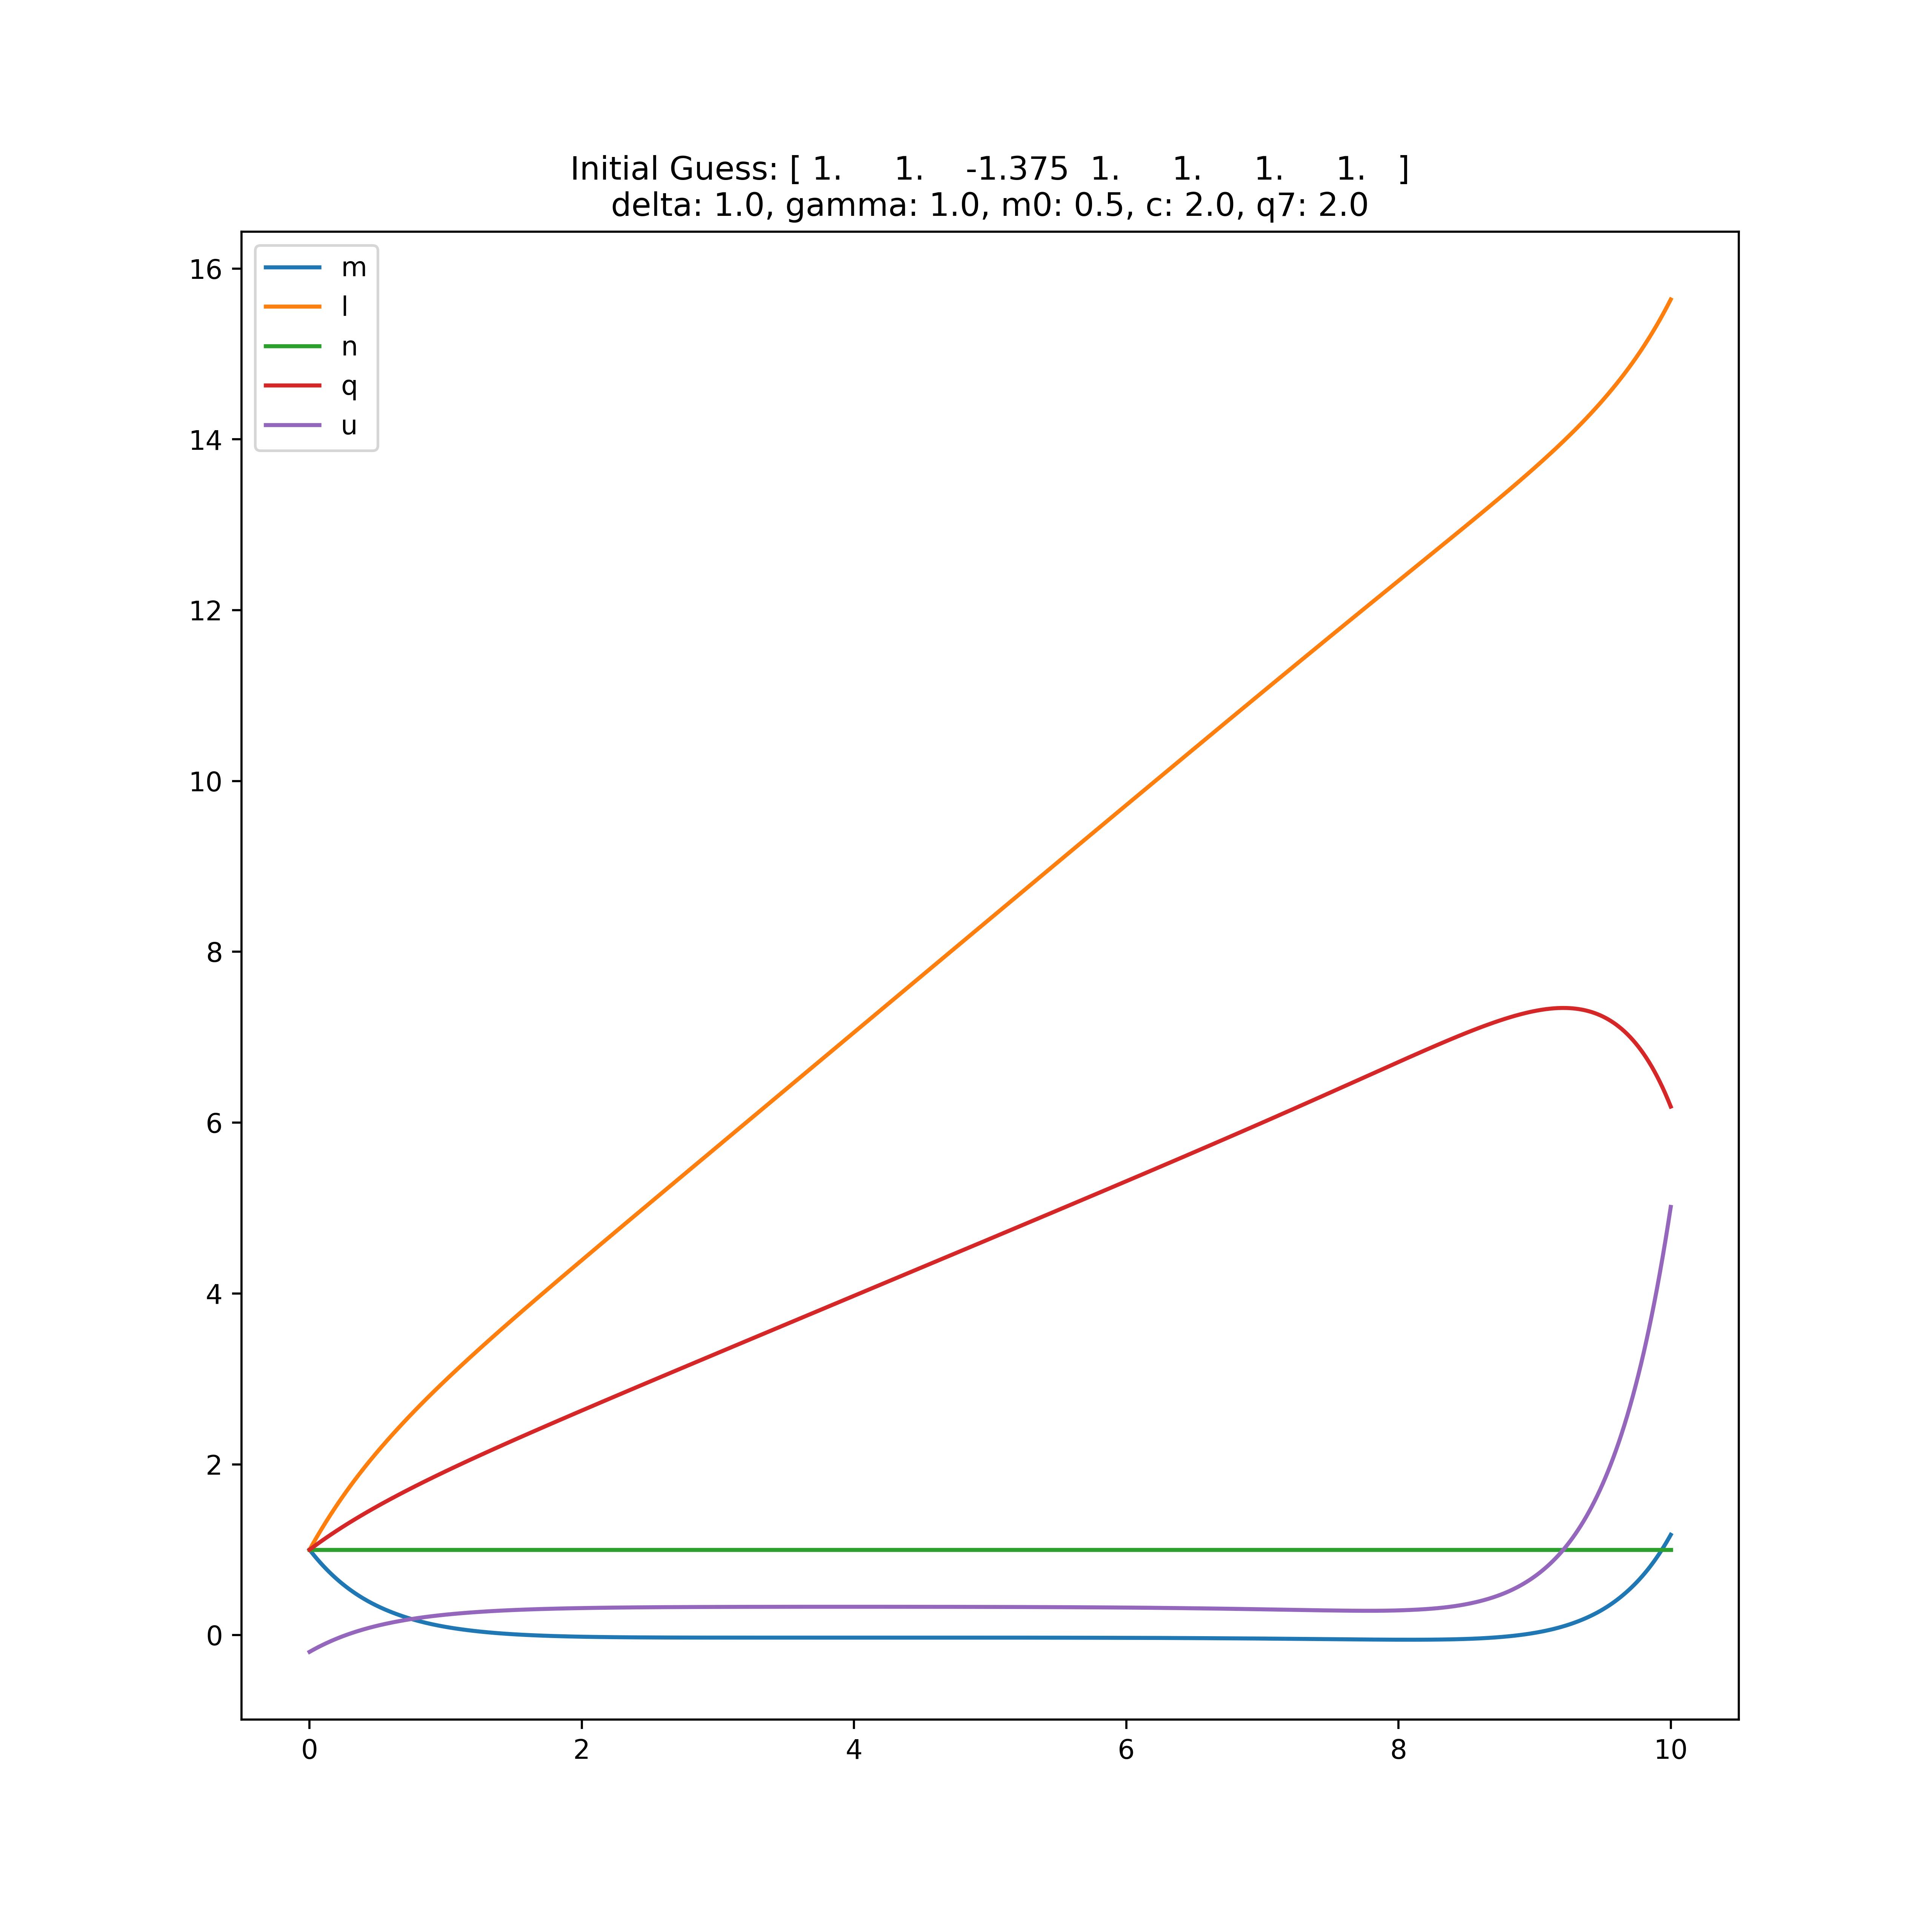 Initial Guess: [ 1. 1. -1.375 1. 1. 1. 1. ]
delta: 1.0, gamma: 1.0, m0: 0.5, c: 2.0, q7: 2.0
m
l
n
q
u
16
14
12
10
8
6
4
2
0
0 2 4 6 8 10